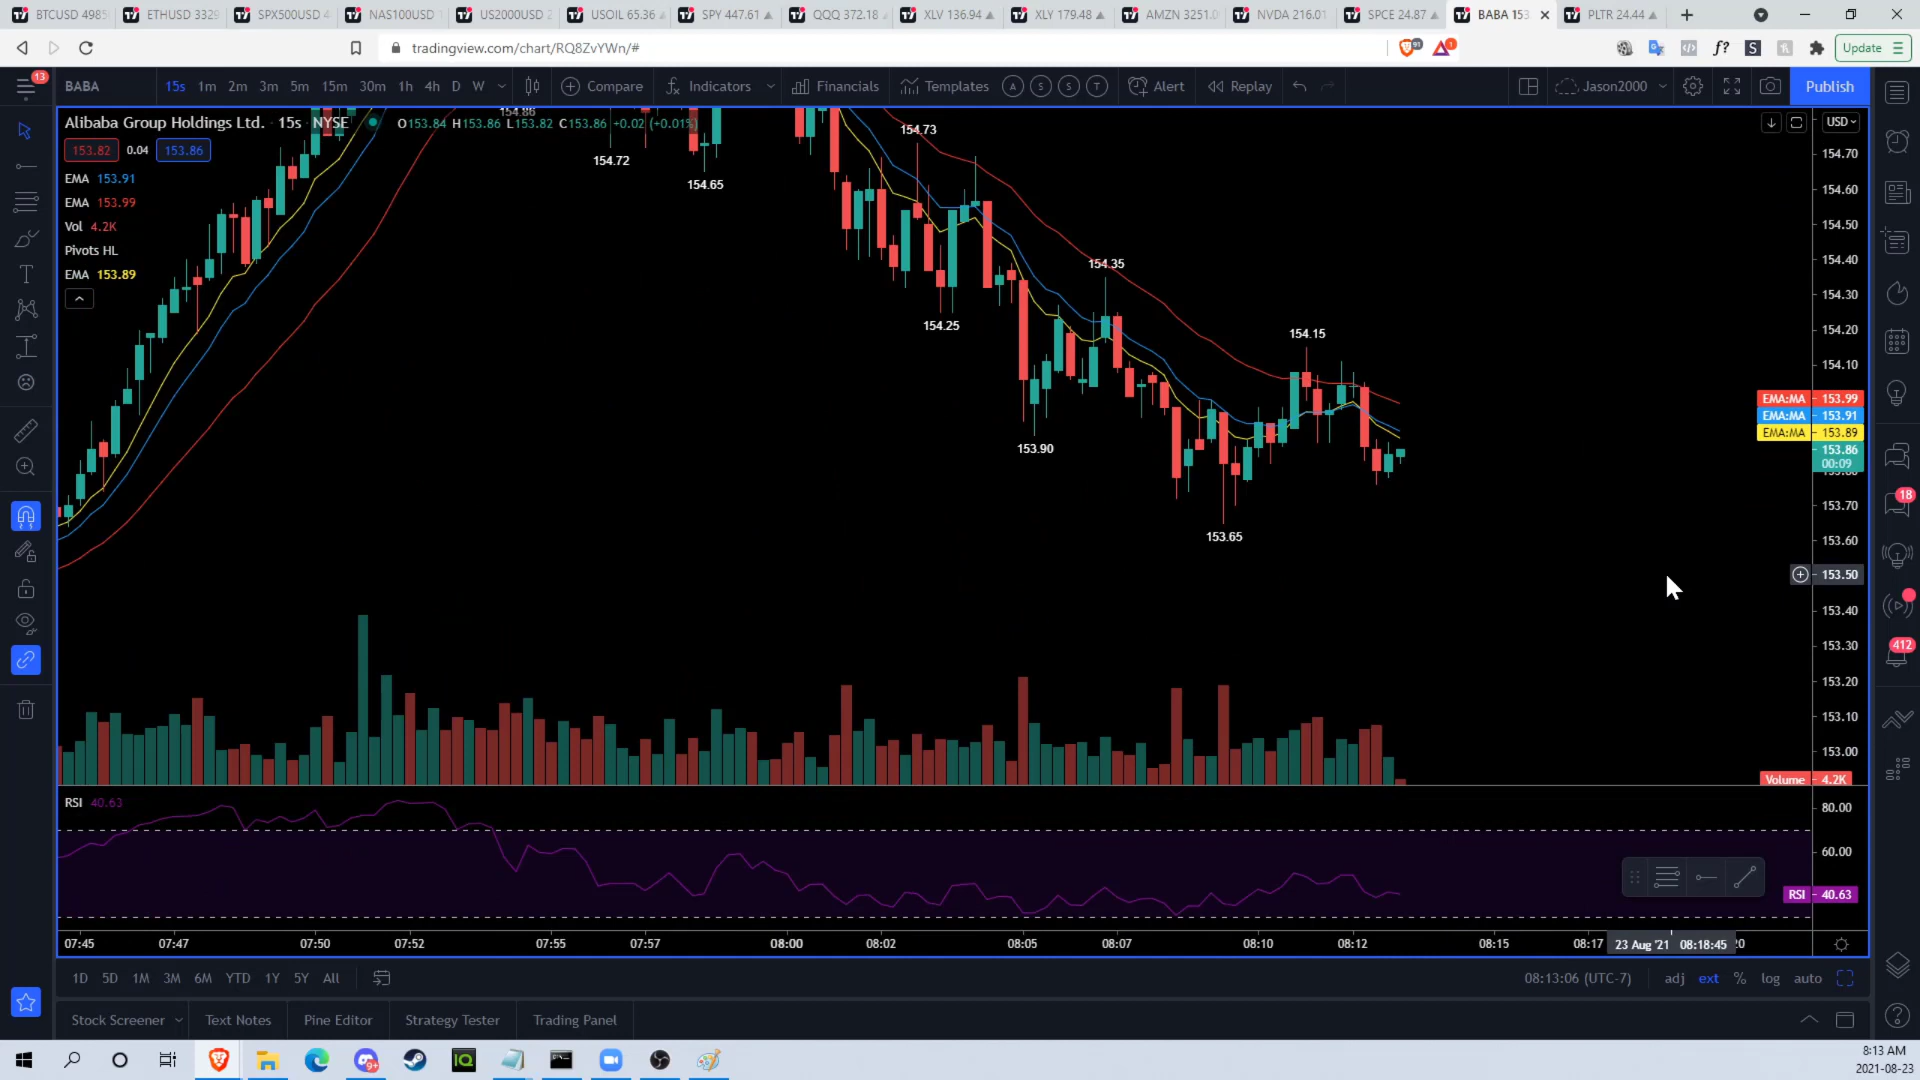 BTCUSD 4985 ETHUSD 3329 SPX500USD 4 NAS100USD US2000USD 2 USOIL 65.36 SPY 447.61 QQQ 372.18 XLV 136.94 XLY 179.48 AMZN 3251.0 NVDA 216.01 SPCE 24.87 BABA 153 PLTR 24.44
tradingview.com/chart/RQ8ZvYWn/#
91 1 f? S Update
13 BABA 15s 1m 2m 3m 5m 15m 30m 1h 4h D W Compare Indicators Financials Templates A S S T Alert Replay Jason2000 Publish
Alibaba Group Holdings Ltd. · 15s · NYSE O153.84 H153.86 L153.82 C153.86 +0.02 (+0.01%) USD
153.82 0.04 153.86
EMA 153.91
EMA 153.99
Vol 4.2K
Pivots HL
EMA 153.89
154.86
154.72
154.65
154.73
154.25
153.90
154.35
153.65
154.15
154.70
154.60
154.50
154.40
154.30
154.20
154.10
EMA:MA 153.99
EMA:MA 153.91
EMA:MA 153.89
153.86
00:09
153.70
153.60
153.50
153.40
153.30
153.20
153.10
153.00
Volume 4.2K
18
412
RSI 40.63
80.00
60.00
RSI 40.63
07:45 07:47 07:50 07:52 07:55 07:57 08:00 08:02 08:05 08:07 08:10 08:12 08:15 08:17 23 Aug '21 08:18:45 20
1D 5D 1M 3M 6M YTD 1Y 5Y All 08:13:06 (UTC-7) adj ext % log auto
Stock Screener Text Notes Pine Editor Strategy Tester Trading Panel
9+ IQ
8:13 AM
2021-08-23